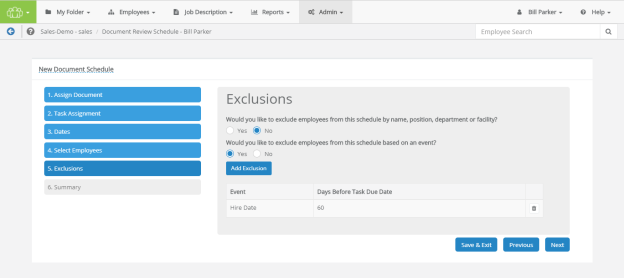 My Folder Employees Job Description Reports Admin Bill Parker Help
Sales-Demo - sales / Document Review Schedule - Bill Parker Employee Search
New Document Schedule
1. Assign Document
2. Task Assignment
3. Dates
4. Select Employees
5. Exclusions
6. Summary
Exclusions
Would you like to exclude employees from this schedule by name, position, department or facility?
Yes No
Would you like to exclude employees from this schedule based on an event?
Yes No
Add Exclusion
Event Days Before Task Due Date
Hire Date 60
Save & Exit Previous Next